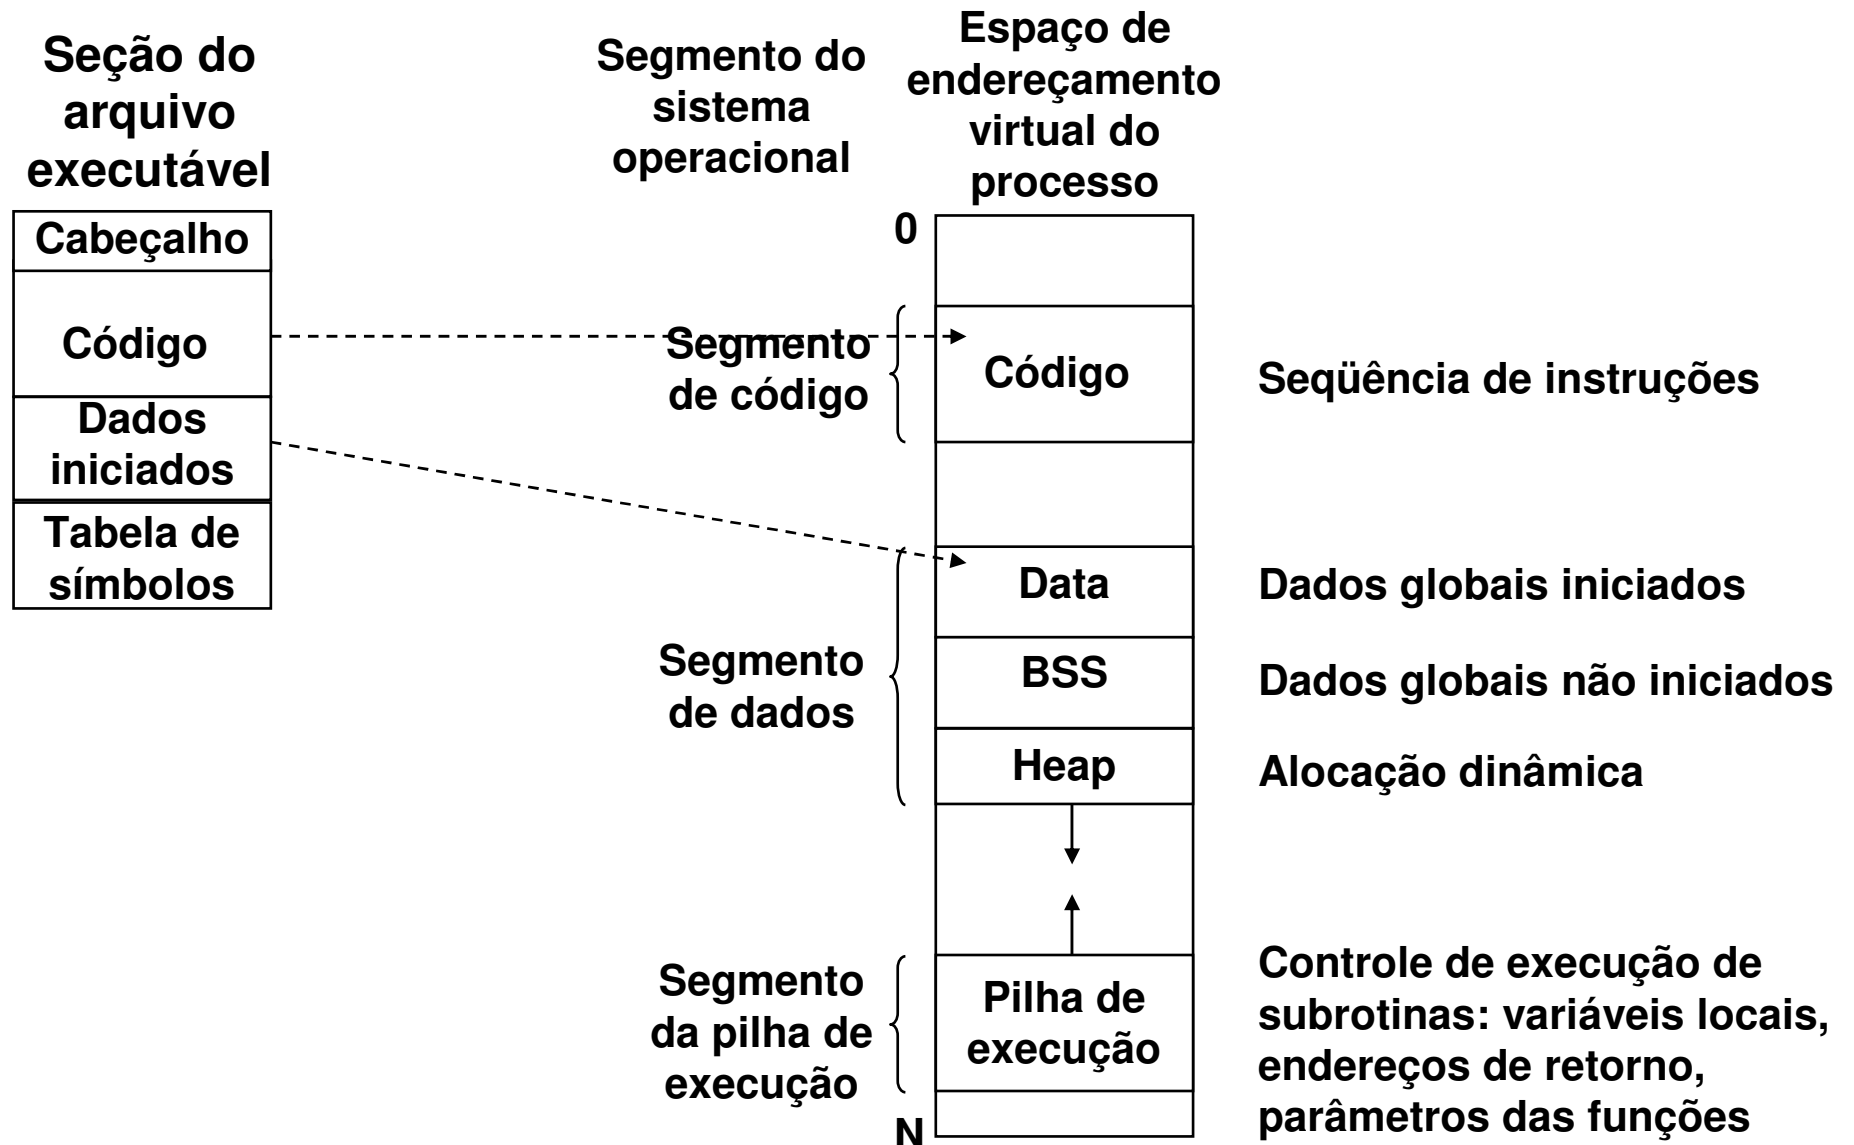 Seção do
arquivo
executável
Cabeçalho
Código
Dados
iniciados
Tabela de
símbolos
Segmento do
sistema
operacional
Segmento
de código
Segmento
de dados
Segmento
da pilha de
execução
Espaço de
endereçamento
virtual do
processo
0
Código
Data
BSS
Heap
Pilha de
execução
N
Seqüência de instruções
Dados globais iniciados
Dados globais não iniciados
Alocação dinâmica
Controle de execução de
subrotinas: variáveis locais,
endereços de retorno,
parâmetros das funções